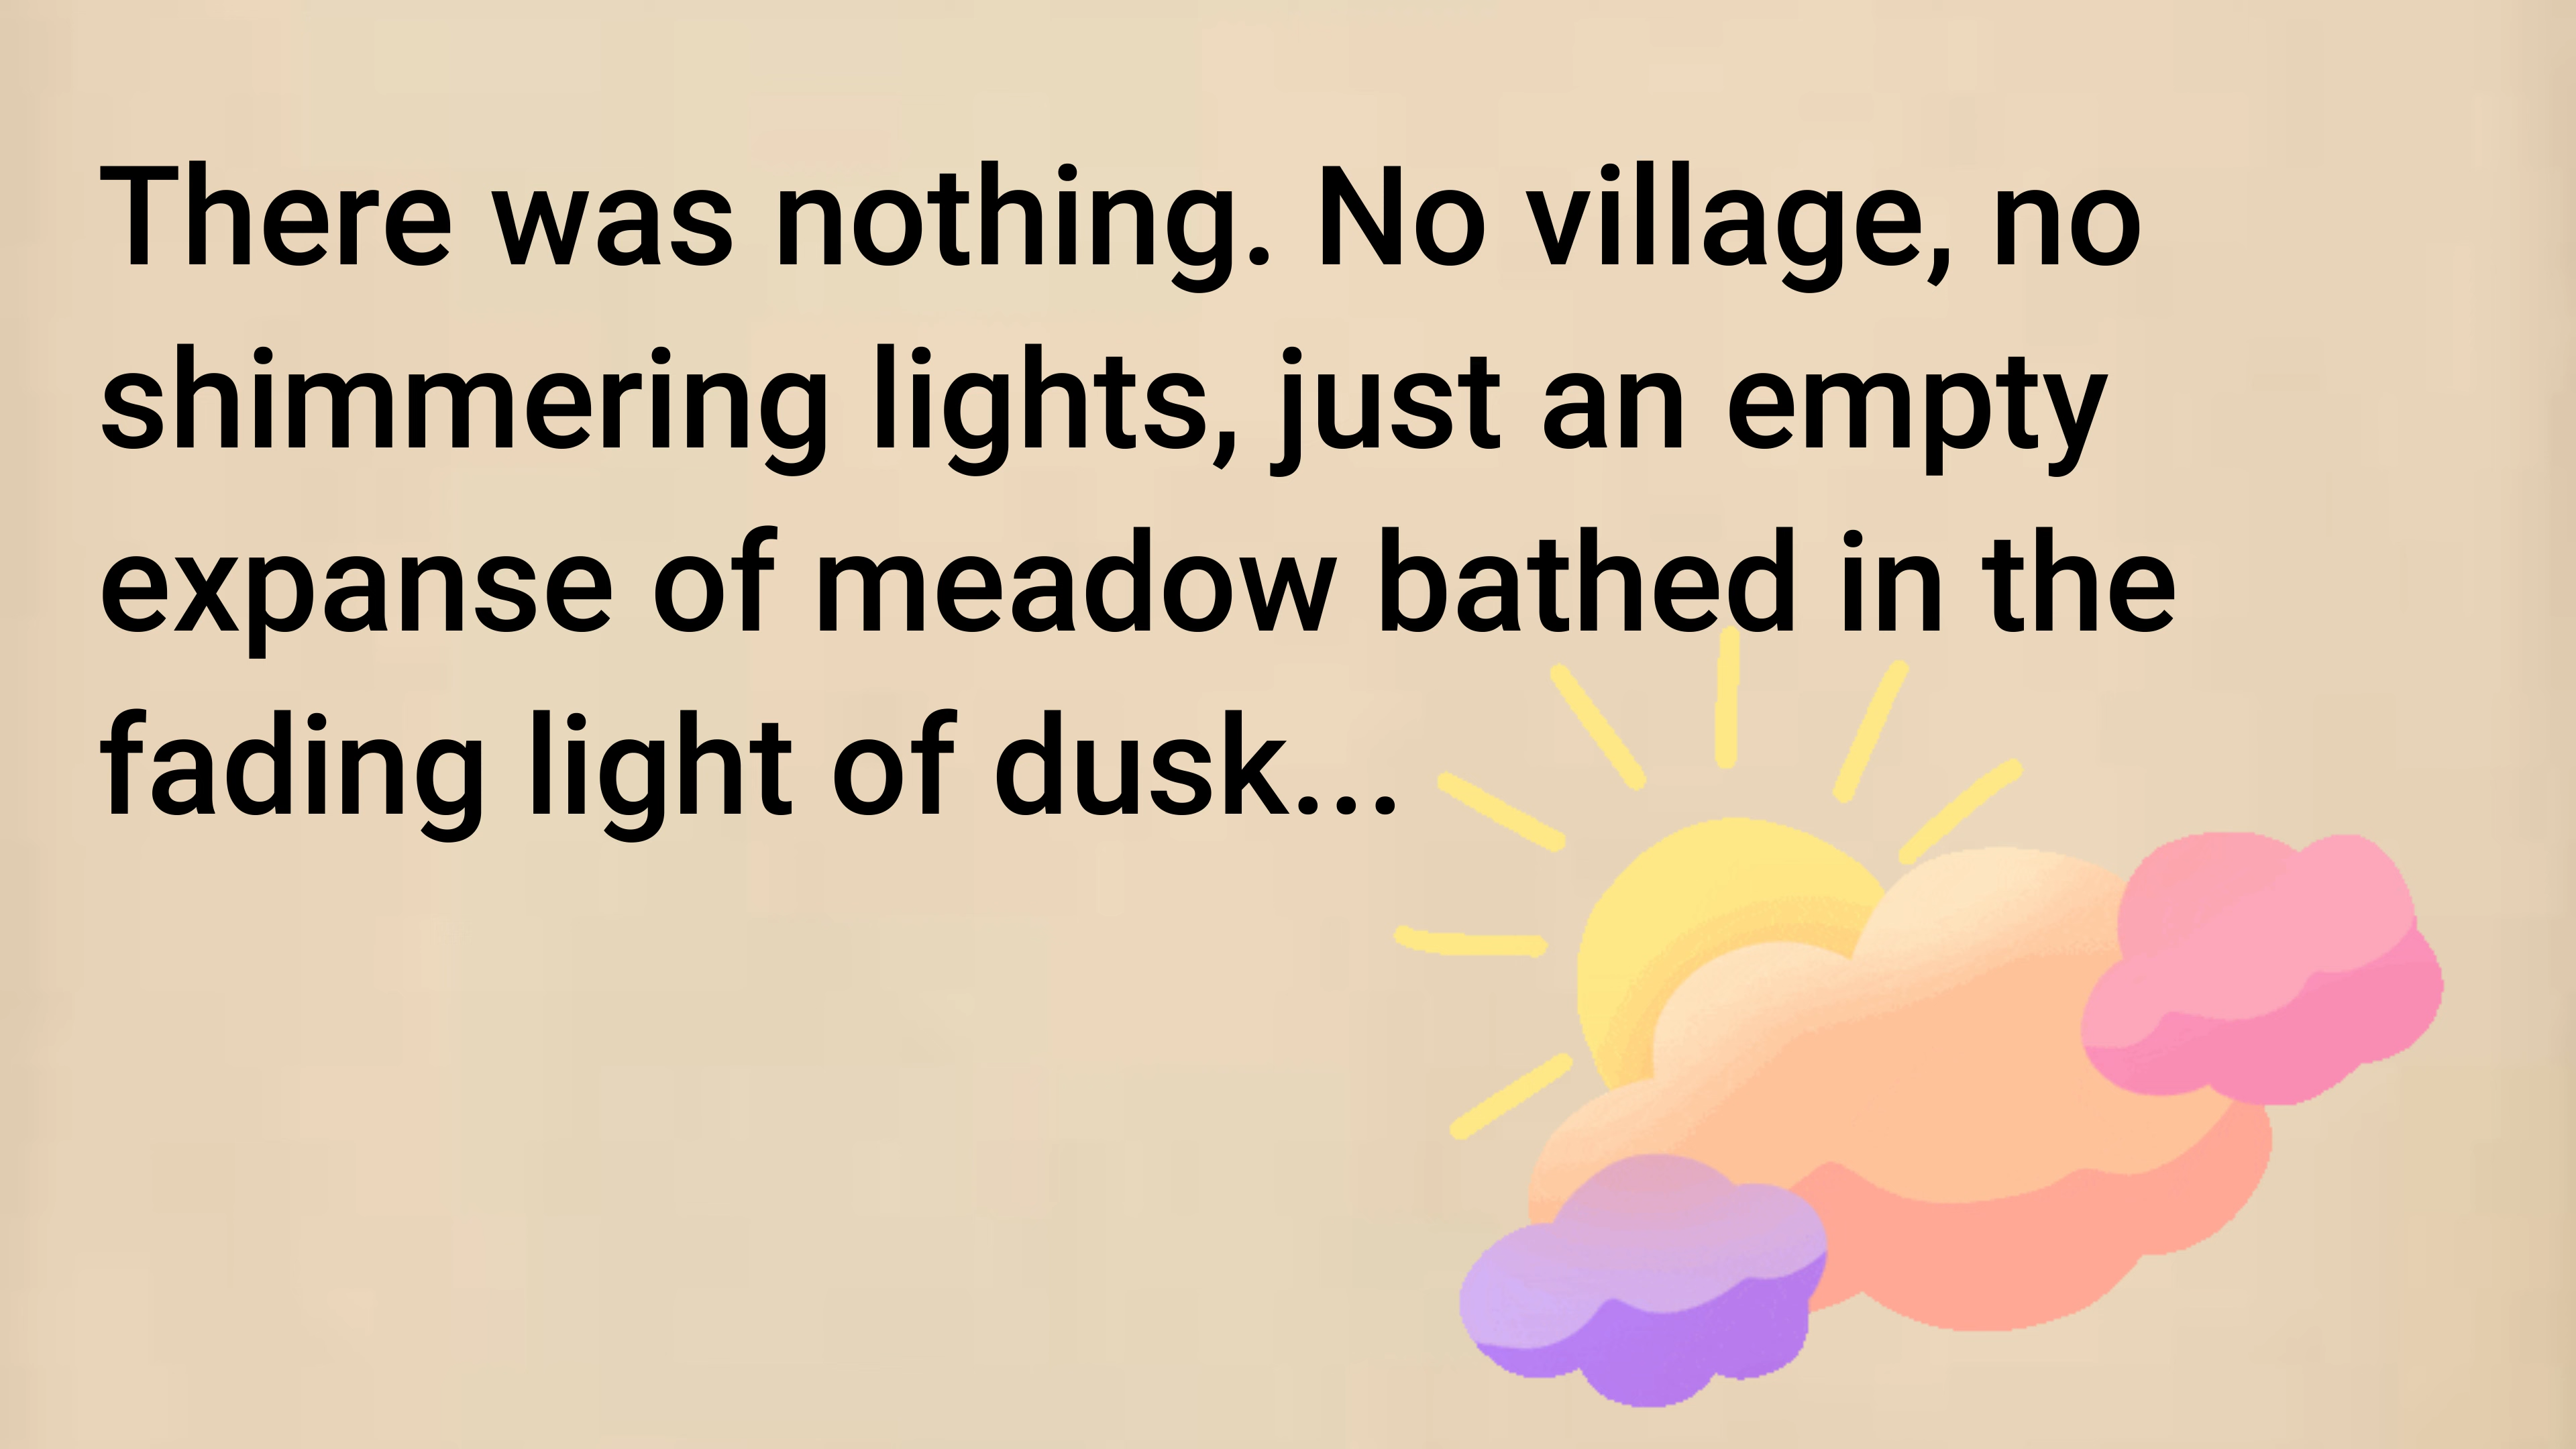 There was nothing. No village, no
shimmering lights, just an empty
expanse of meadow bathed in the
fading light of dusk...